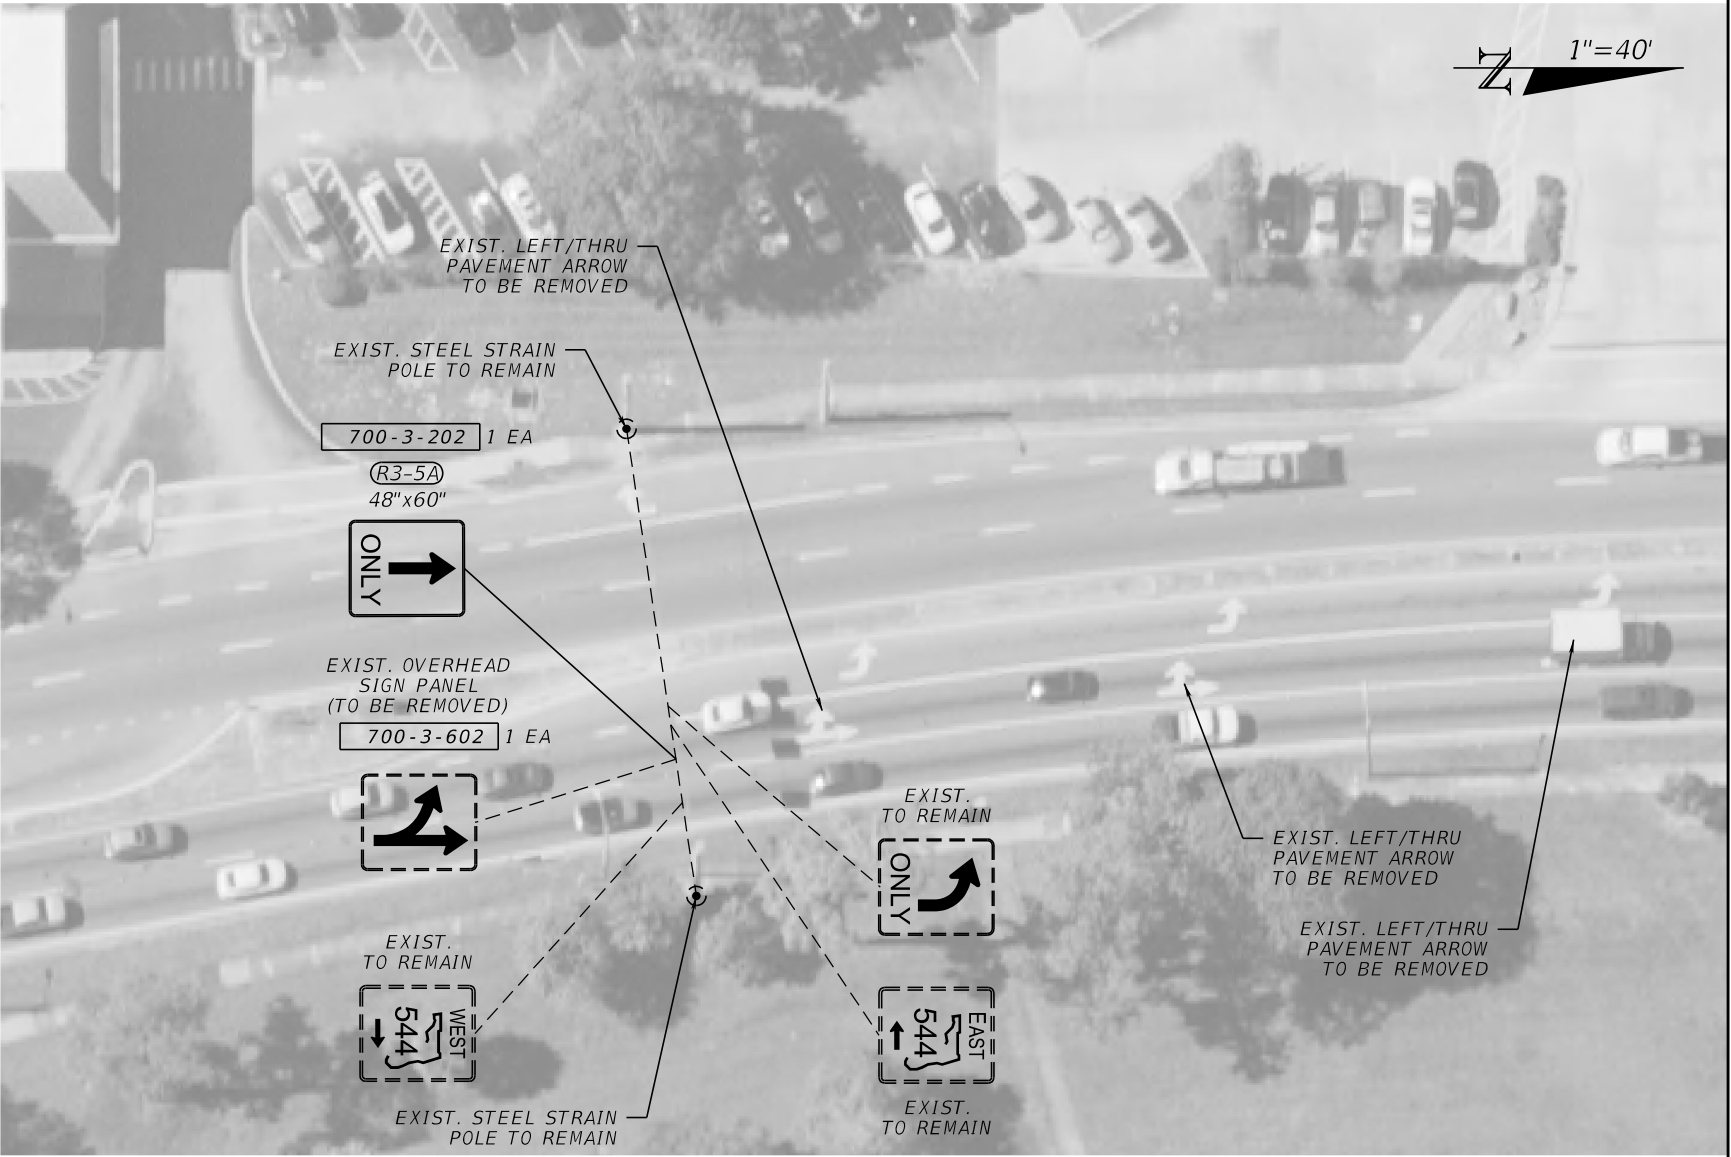 1"=40'
N
EXIST. LEFT/THRU
PAVEMENT ARROW
TO BE REMOVED
EXIST. STEEL STRAIN
POLE TO REMAIN
700-3-202 1 EA
R3-5A
48"x60"
ONLY
EXIST. OVERHEAD
SIGN PANEL
(TO BE REMOVED)
700-3-602 1 EA
EXIST.
TO REMAIN
ONLY
EXIST. LEFT/THRU
PAVEMENT ARROW
TO BE REMOVED
EXIST. LEFT/THRU
PAVEMENT ARROW
TO BE REMOVED
EXIST.
TO REMAIN
WEST
544
EAST
544
EXIST.
TO REMAIN
EXIST. STEEL STRAIN
POLE TO REMAIN